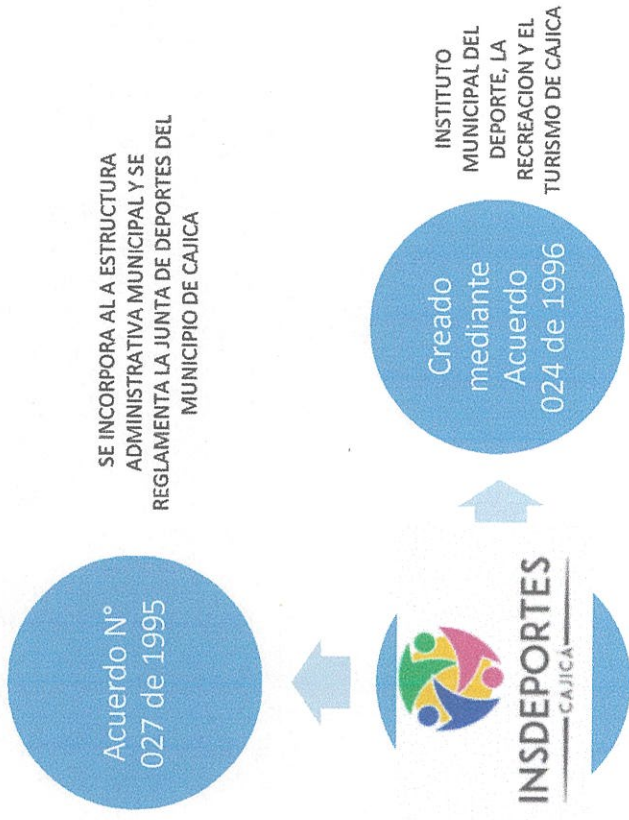 Acuerdo N°
027 de 1995
SE INCORPORA AL A ESTRUCTURA
ADMINISTRATIVA MUNICIPAL Y SE
REGLAMENTA LA JUNTA DE DEPORTES DEL
MUNICIPIO DE CAJICA
INSDEPORTES
CAJICA
Creado
mediante
Acuerdo
024 de 1996
INSTITUTO
MUNICIPAL DEL
DEPORTE, LA
RECREACION Y EL
TURISMO DE CAJICA